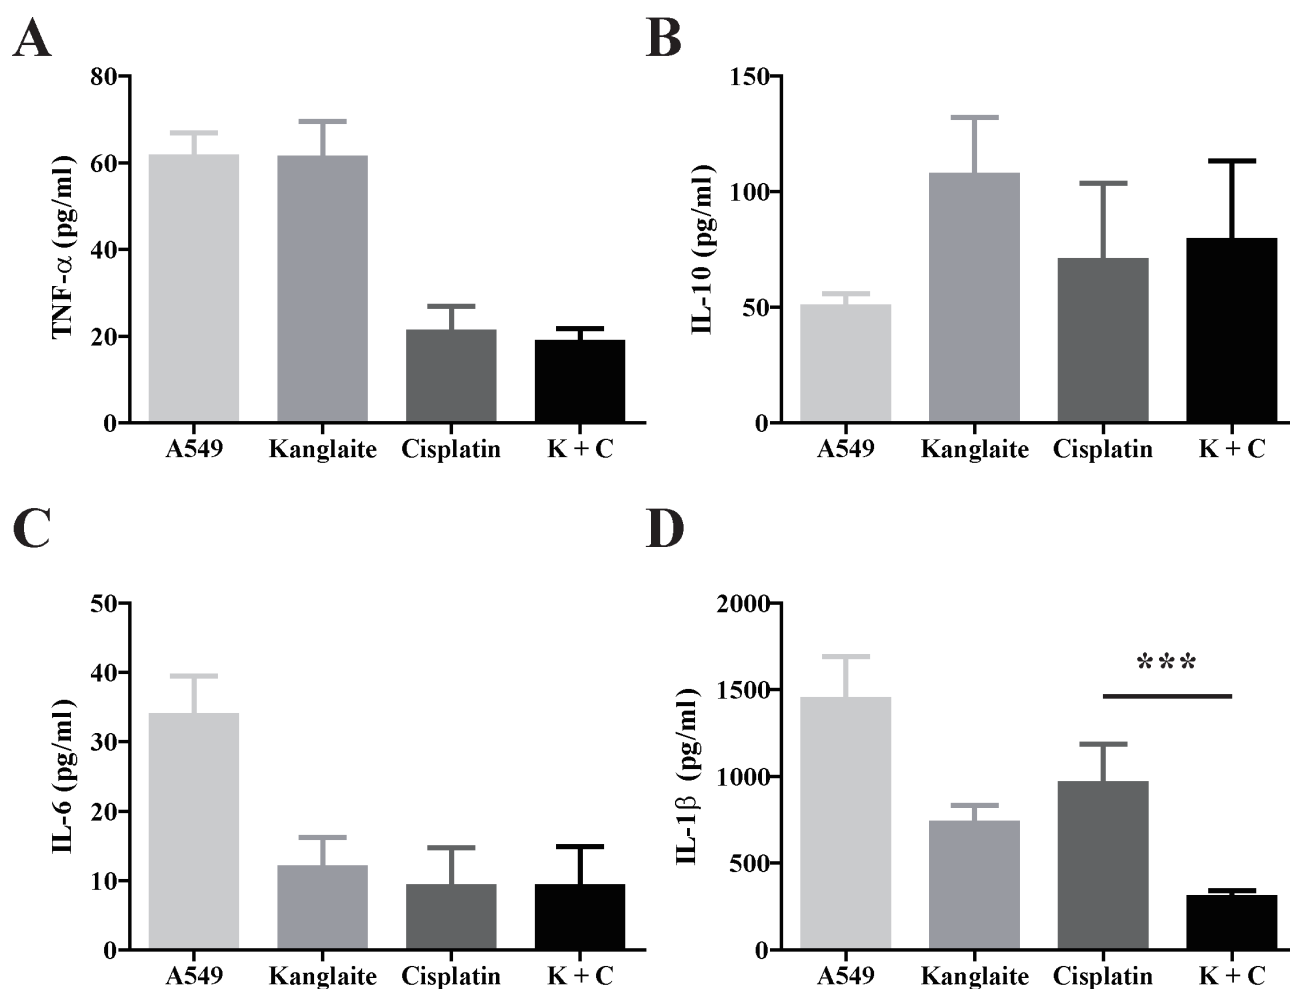 A
TNF-α (pg/ml)
80
60
40
20
0
A549 Kanglaite Cisplatin K + C
B
IL-10 (pg/ml)
150
100
50
0
A549 Kanglaite Cisplatin K + C
C
IL-6 (pg/ml)
50
40
30
20
10
0
A549 Kanglaite Cisplatin K + C
D
IL-1β (pg/ml)
2000
1500
1000
500
0
***
A549 Kanglaite Cisplatin K + C